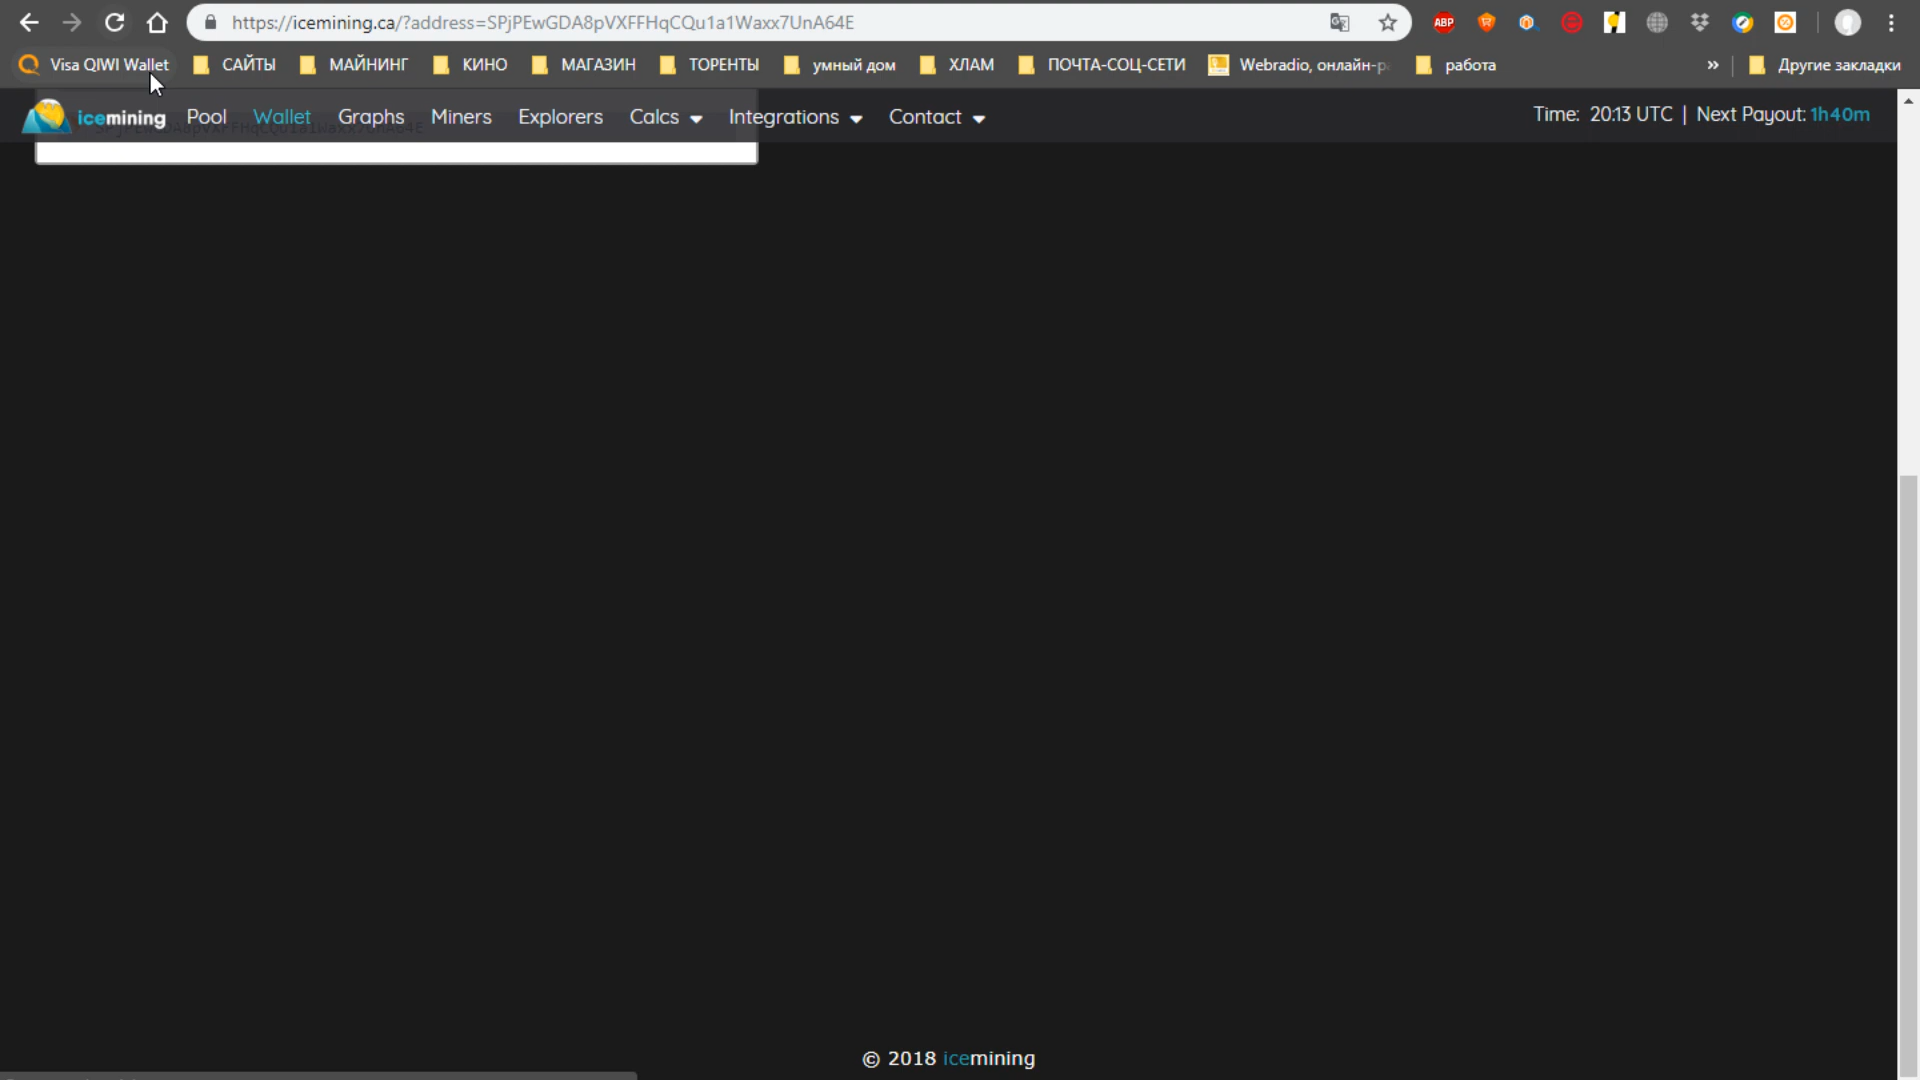 https://icemining.ca/?address=SPjPEwGDA8pVXFFHqCQu1a1Waxx7UnA64E
ABP
Visa QIWI Wallet САЙТЫ МАЙНИНГ КИНО МАГАЗИН ТОРЕНТЫ умный дом ХЛАМ ПОЧТА-СОЦ-СЕТИ Webradio, онлайн-р работа » Другие закладки
icemining Pool Wallet Graphs Miners Explorers Calcs Integrations Contact Time: 20:13 UTC | Next Payout: 1h40m
© 2018 icemining